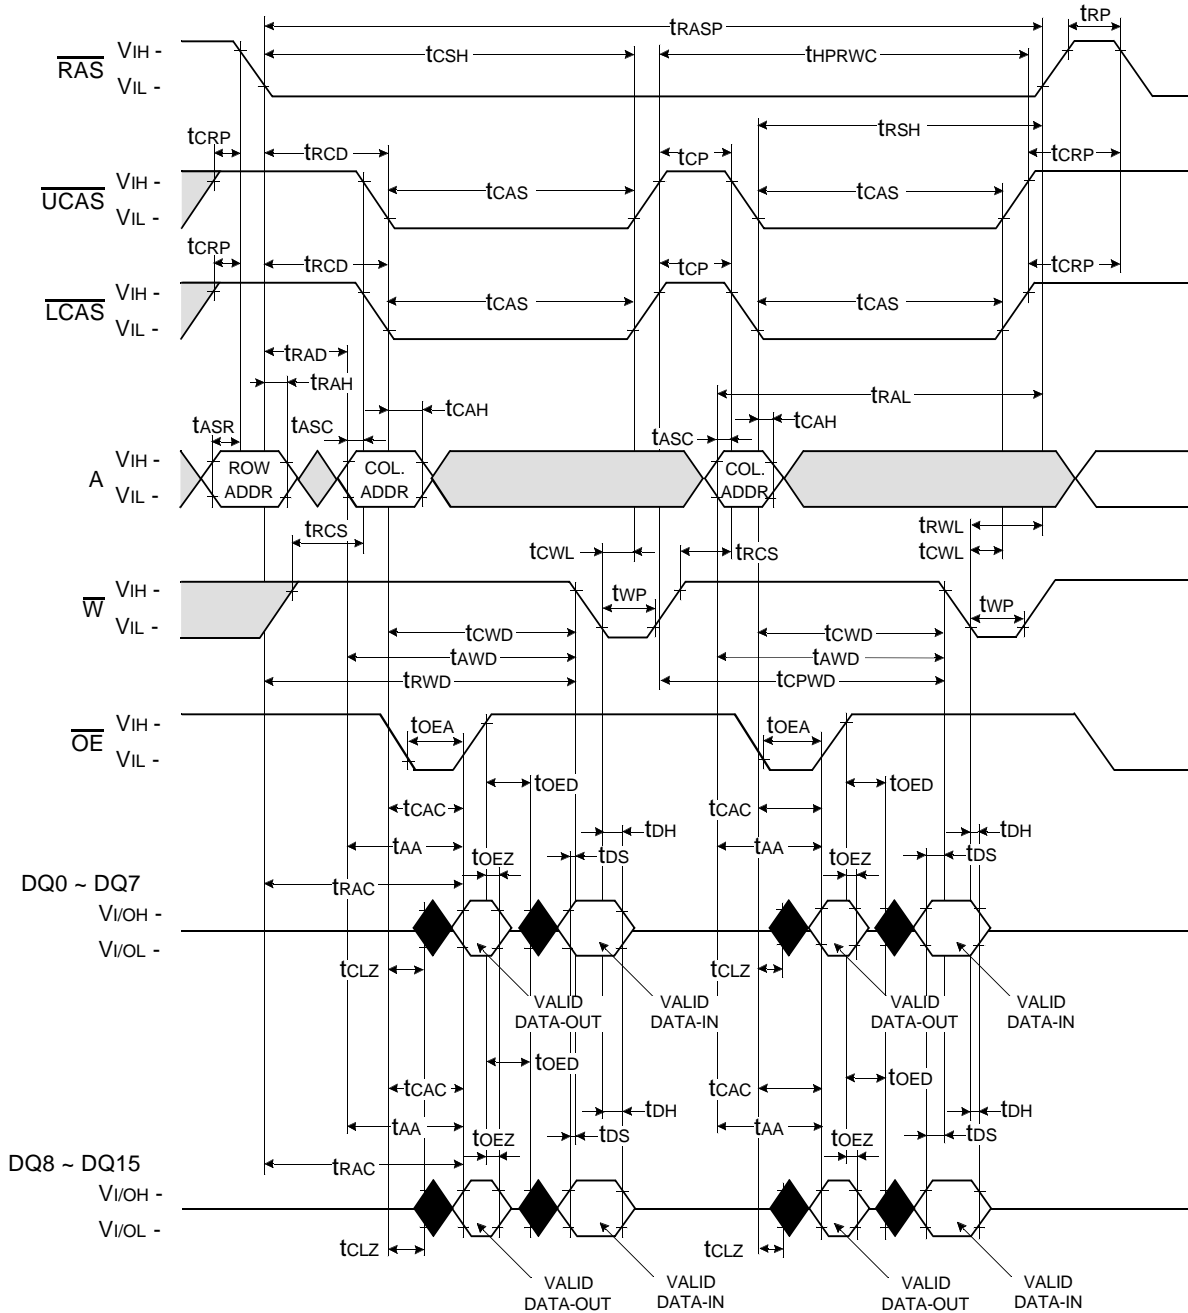 tRASP
tRP
tCSH
tHPRWC
RAS
VIH -
VIL -
tRSH
tCRP
tRCD
tCP
tCRP
UCAS
VIH -
VIL -
tCAS
tCAS
tCRP
tRCD
tCP
tCRP
LCAS
VIH -
VIL -
tCAS
tCAS
tRAD
tRAH
tRAL
tASR
tASC
tCAH
tASC
tCAH
A
VIH -
VIL -
ROW
ADDR
COL.
ADDR
COL.
ADDR
tRCS
tCWL
tRCS
tRWL
tCWL
W
VIH -
VIL -
tWP
tWP
tCWD
tCWD
tAWD
tAWD
tRWD
tCPWD
OE
VIH -
VIL -
tOEA
tOEA
tOED
tOED
tCAC
tCAC
tDH
tDH
tAA
tOEZ
tDS
tAA
tOEZ
tDS
tRAC
DQ0 ~ DQ7
VI/OH -
VI/OL -
tCLZ
tCLZ
VALID
DATA-OUT
VALID
DATA-IN
VALID
DATA-OUT
VALID
DATA-IN
tOED
tOED
tCAC
tCAC
tDH
tDH
tAA
tOEZ
tDS
tAA
tOEZ
tDS
tRAC
DQ8 ~ DQ15
VI/OH -
VI/OL -
tCLZ
tCLZ
VALID
DATA-OUT
VALID
DATA-IN
VALID
DATA-OUT
VALID
DATA-IN